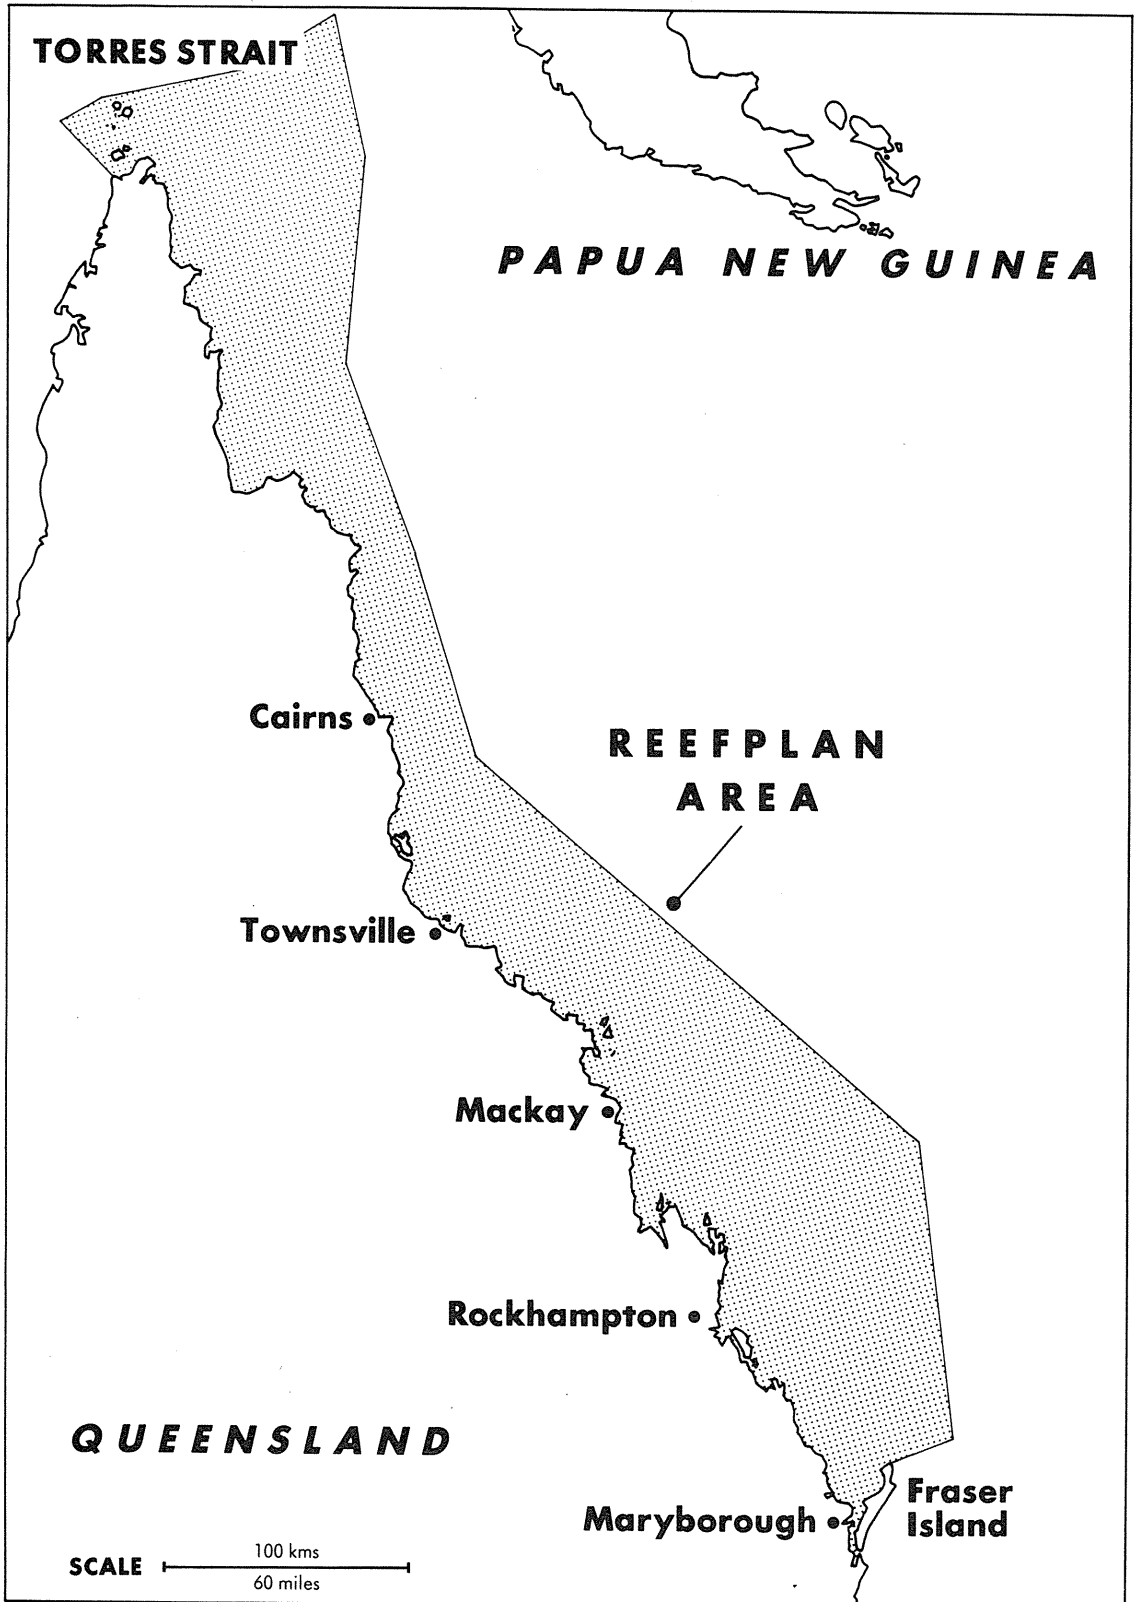 TORRES STRAIT
PAPUA NEW GUINEA
Cairns
REEFPLAN
AREA
Townsville
Mackay
Rockhampton
QUEENSLAND
Fraser
Island
Maryborough
SCALE
100 kms
60 miles